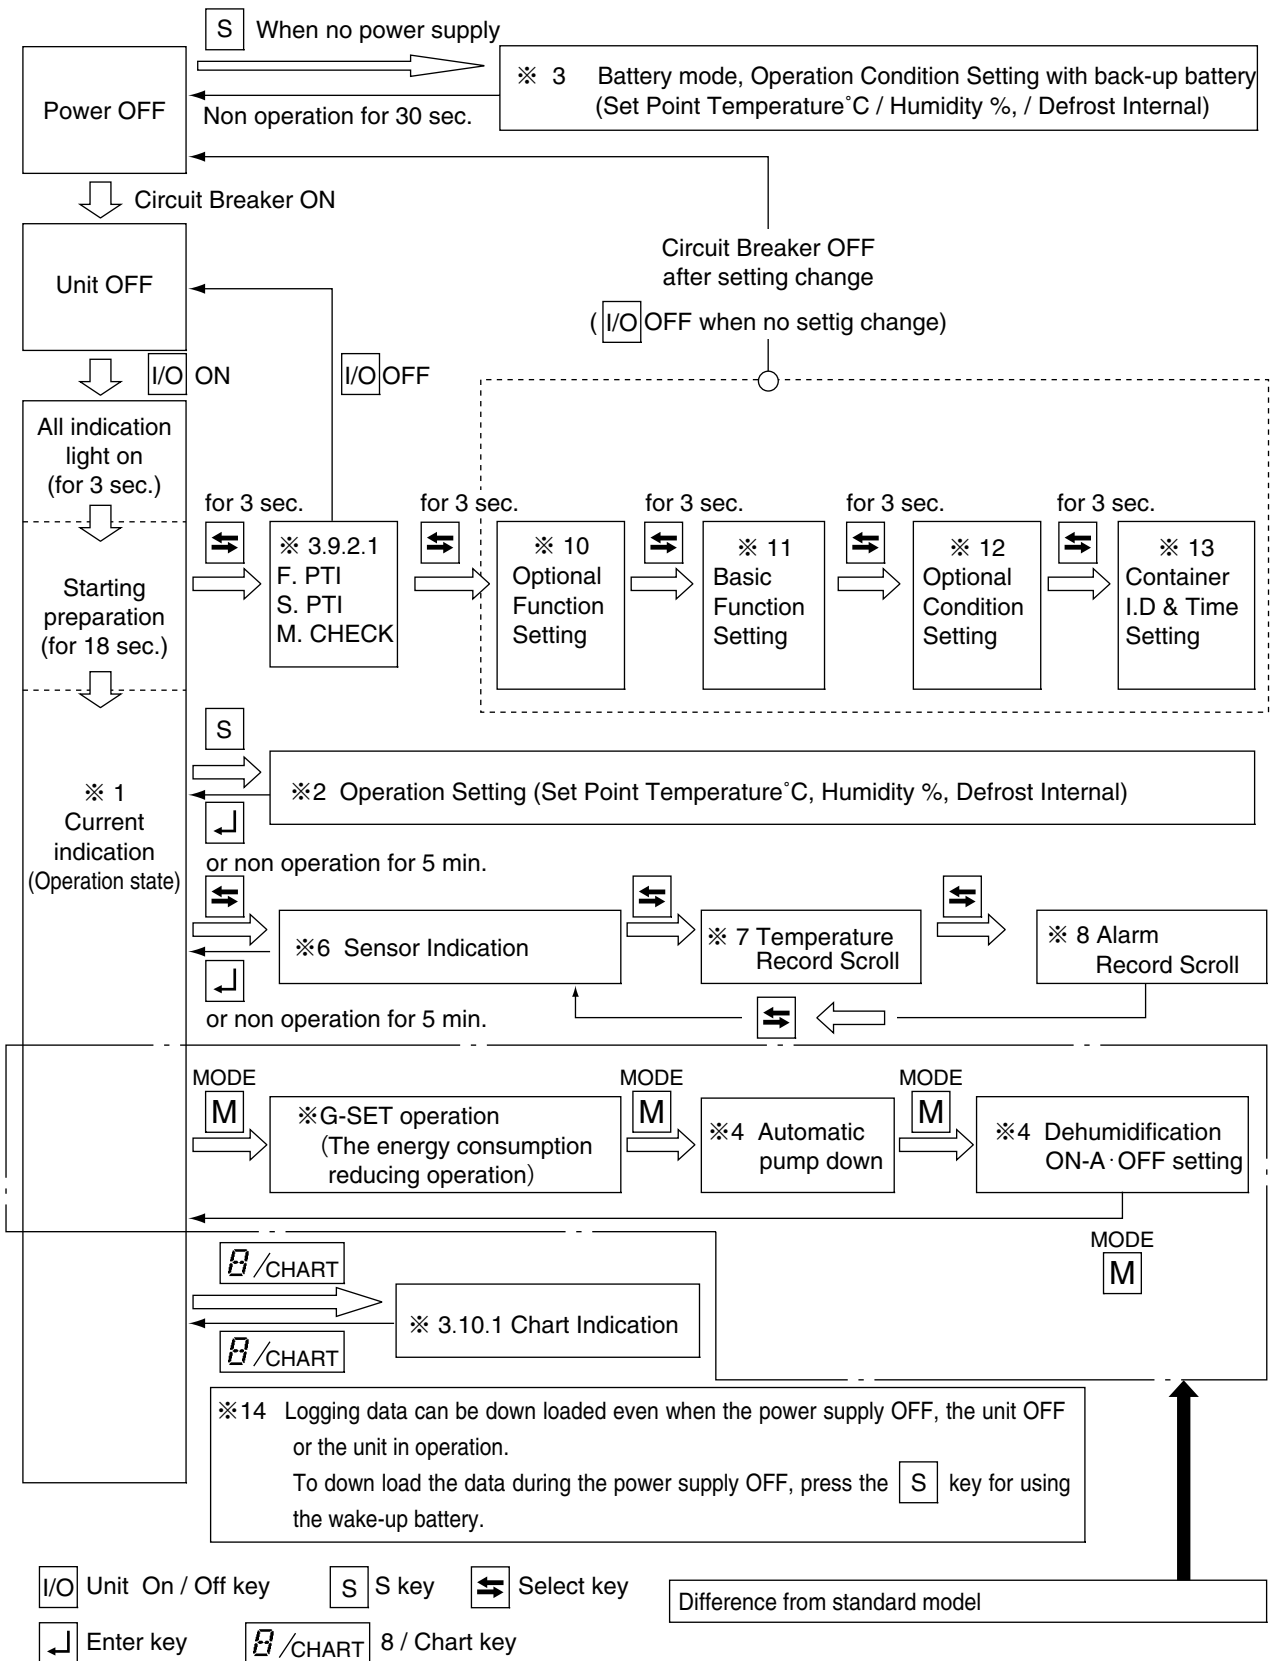 S When no power supply
Power OFF
※ 3 Battery mode, Operation Condition Setting with back-up battery
(Set Point Temperature˚C / Humidity %, / Defrost Internal)
Non operation for 30 sec.
Circuit Breaker ON
Unit OFF
Circuit Breaker OFF
after setting change
( I/O OFF when no settig change)
I/O ON
I/O OFF
All indication
light on
(for 3 sec.)
for 3 sec.
for 3 sec.
for 3 sec.
for 3 sec.
for 3 sec.
Starting
preparation
(for 18 sec.)
※ 3.9.2.1
F. PTI
S. PTI
M. CHECK
※ 10
Optional
Function
Setting
※ 11
Basic
Function
Setting
※ 12
Optional
Condition
Setting
※ 13
Container
I.D & Time
Setting
S
※ 1
Current
indication
(Operation state)
※2 Operation Setting (Set Point Temperature˚C, Humidity %, Defrost Internal)
or non operation for 5 min.
※6 Sensor Indication
※ 7 Temperature
Record Scroll
※ 8 Alarm
Record Scroll
or non operation for 5 min.
MODE
M
※G-SET operation
(The energy consumption
reducing operation)
MODE
M
※4 Automatic
pump down
MODE
M
※4 Dehumidification
ON-A·OFF setting
MODE
M
8/CHART
※ 3.10.1 Chart Indication
8/CHART
※14 Logging data can be down loaded even when the power supply OFF, the unit OFF
or the unit in operation.
To down load the data during the power supply OFF, press the S key for using
the wake-up battery.
I/O Unit On / Off key
S S key
Select key
Difference from standard model
Enter key
8/CHART 8 / Chart key